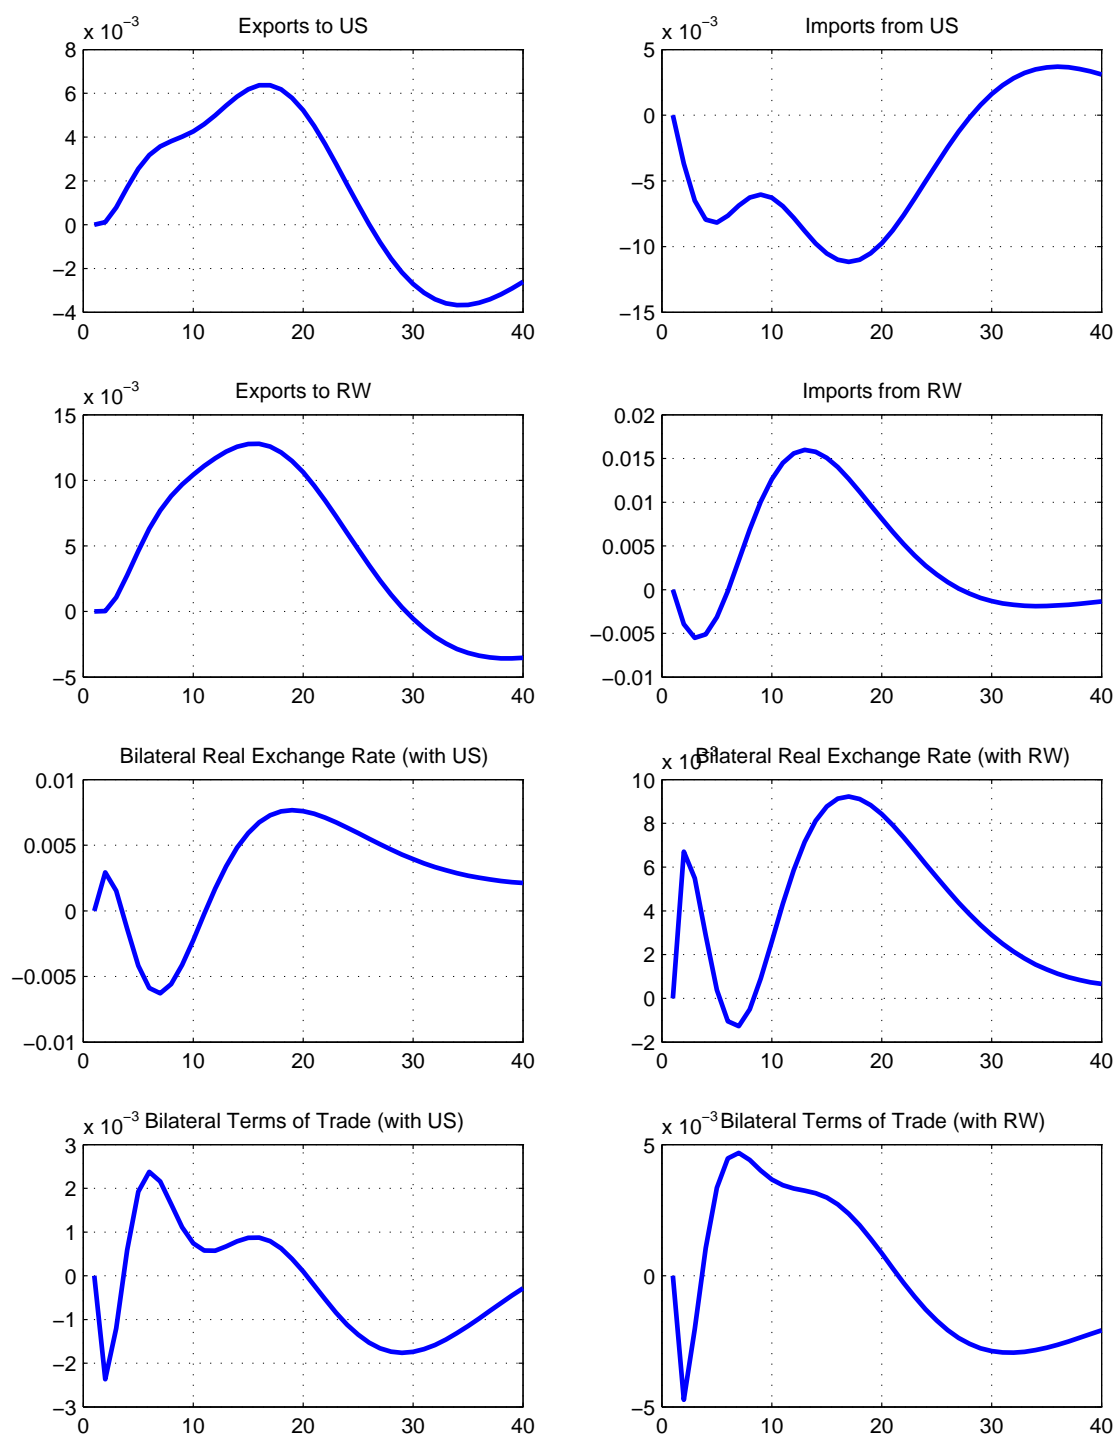 Exports to US
x 10⁻³
8
6
4
2
0
−2
−4
0 10 20 30 40
Imports from US
x 10⁻³
5
0
−5
−10
−15
0 10 20 30 40
Exports to RW
x 10⁻³
15
10
5
0
−5
0 10 20 30 40
Imports from RW
0.02
0.015
0.01
0.005
0
−0.005
−0.01
0 10 20 30 40
Bilateral Real Exchange Rate (with US)
0.01
0.005
0
−0.005
−0.01
0 10 20 30 40
Bilateral Real Exchange Rate (with RW)
x 10⁻³
10
8
6
4
2
0
−2
0 10 20 30 40
Bilateral Terms of Trade (with US)
x 10⁻³
3
2
1
0
−1
−2
−3
0 10 20 30 40
Bilateral Terms of Trade (with RW)
x 10⁻³
5
0
−5
0 10 20 30 40